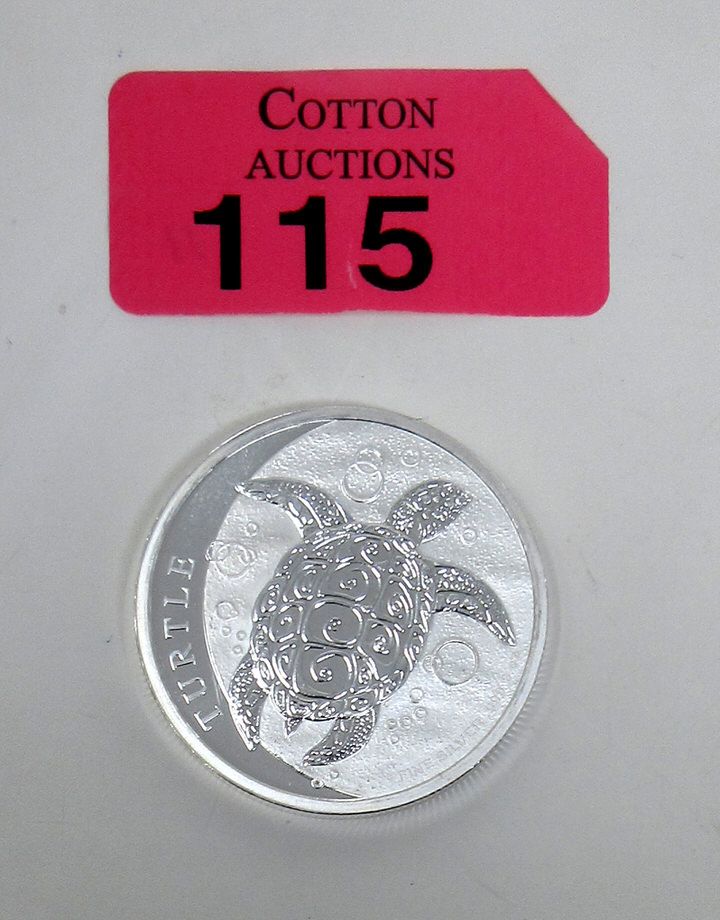 COTTON
AUCTIONS
115
TURTLE
FINE SILVER